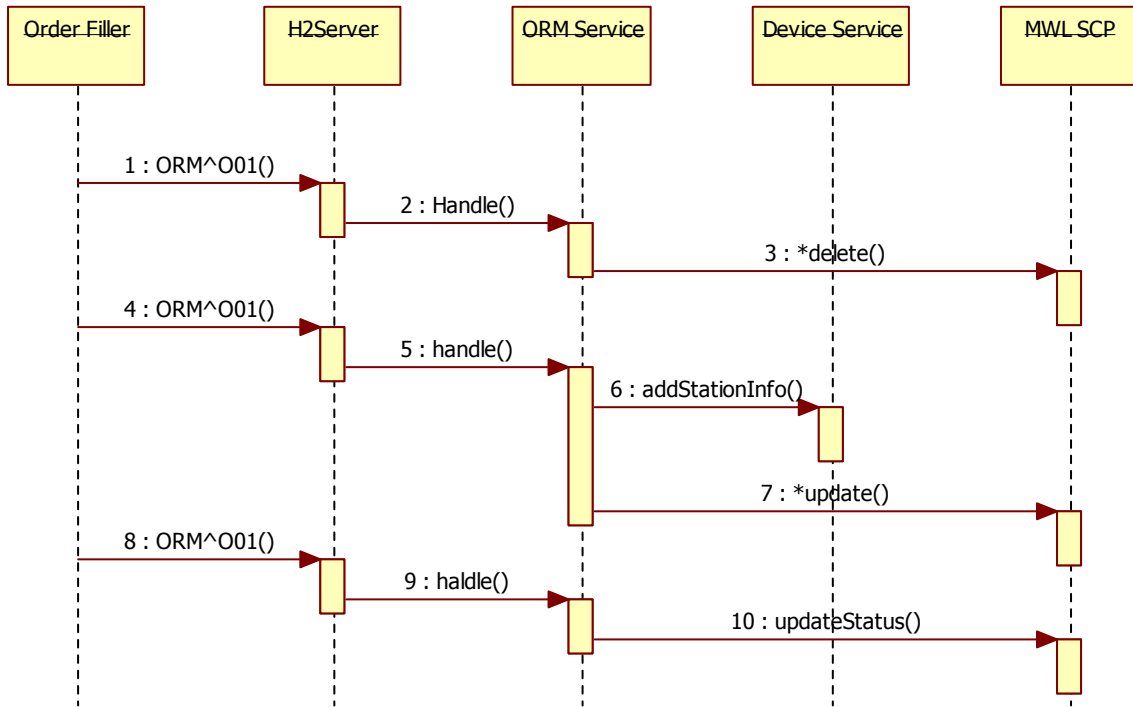 Order Filler
H2Server
ORM Service
Device Service
MWL SCP
1 : ORM^O01()
2 : Handle()
3 : *delete()
4 : ORM^O01()
5 : handle()
6 : addStationInfo()
7 : *update()
8 : ORM^O01()
9 : haldle()
10 : updateStatus()